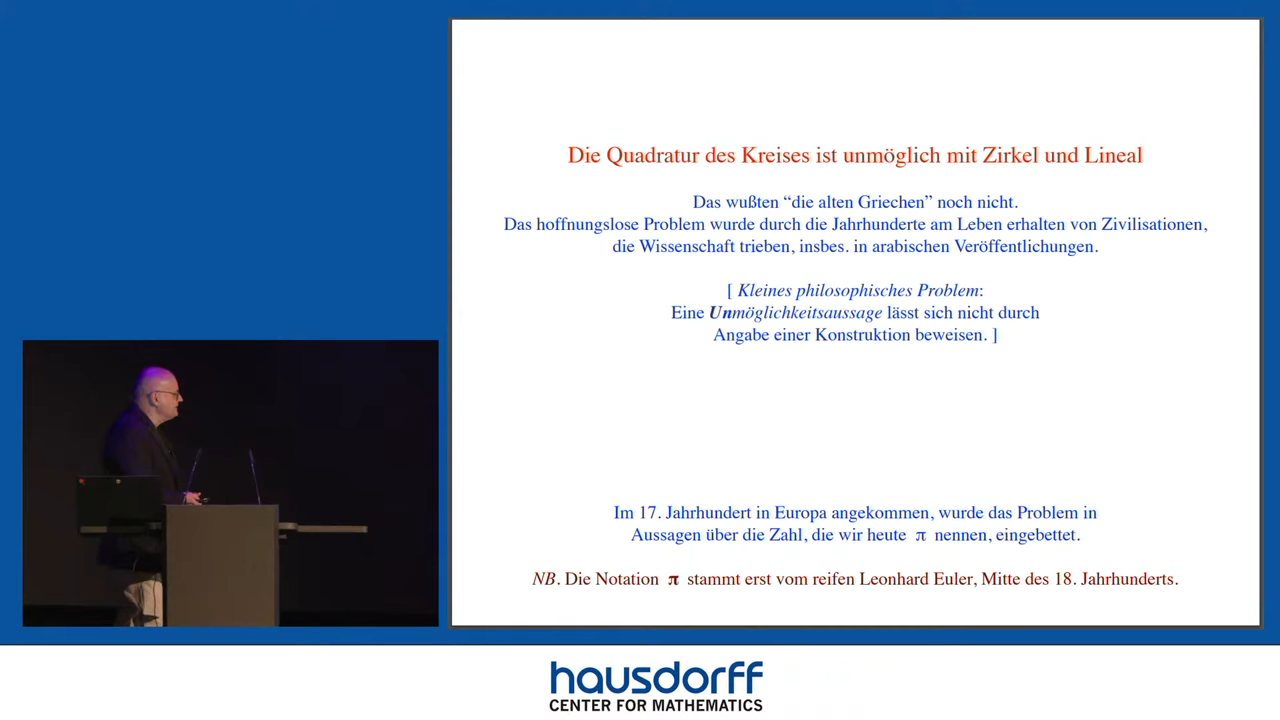 Die Quadratur des Kreises ist unmöglich mit Zirkel und Lineal
Das wußten “die alten Griechen” noch nicht.
Das hoffnungslose Problem wurde durch die Jahrhunderte am Leben erhalten von Zivilisationen,
die Wissenschaft trieben, insbes. in arabischen Veröffentlichungen.
[ Kleines philosophisches Problem:
Eine Unmöglichkeitsaussage lässt sich nicht durch
Angabe einer Konstruktion beweisen. ]
Im 17. Jahrhundert in Europa angekommen, wurde das Problem in
Aussagen über die Zahl, die wir heute π nennen, eingebettet.
NB. Die Notation π stammt erst vom reifen Leonhard Euler, Mitte des 18. Jahrhunderts.
hausdorff
CENTER FOR MATHEMATICS